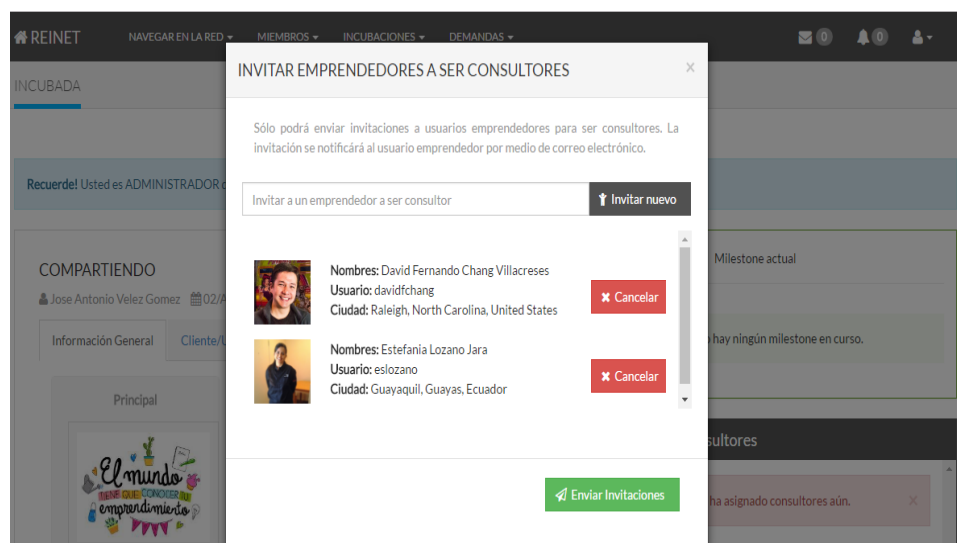 REINET NAVEGAR EN LA RED MIEMBROS INCUBACIONES DEMANDAS 0 0
INCUBADA
INVITAR EMPRENDEDORES A SER CONSULTORES ×
Sólo podrá enviar invitaciones a usuarios emprendedores para ser consultores. La
invitación se notificárá al usuario emprendedor por medio de correo electrónico.
Recuerde! Usted es ADMINISTRADOR
Invitar a un emprendedor a ser consultor Invitar nuevo
COMPARTIENDO
Jose Antonio Velez Gomez 02/A
Información General Cliente/U
Principal
El mundo
TIENE QUE CONOCER TU
emprendimiento
Nombres: David Fernando Chang Villacreses
Usuario: davidfchang
Ciudad: Raleigh, North Carolina, United States
Cancelar
Nombres: Estefania Lozano Jara
Usuario: eslozano
Ciudad: Guayaquil, Guayas, Ecuador
Cancelar
Enviar Invitaciones
Milestone actual
hay ningún milestone en curso.
sultores
ha asignado consultores aún. ×